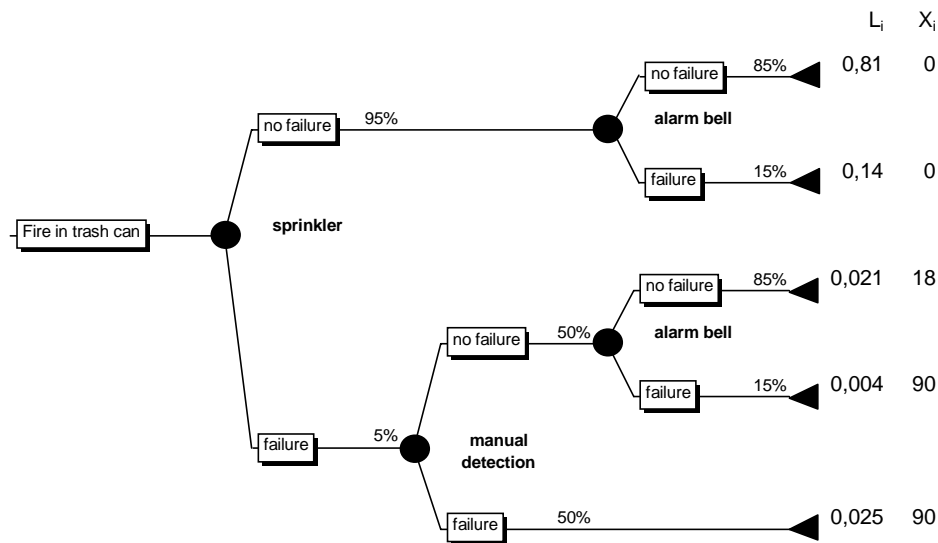 Lᵢ Xᵢ
no failure 85% 0,81 0
no failure 95% alarm bell
failure 15% 0,14 0
Fire in trash can sprinkler
no failure 85% 0,021 18
no failure 50% alarm bell
failure 15% 0,004 90
failure 5% manual
detection
failure 50% 0,025 90